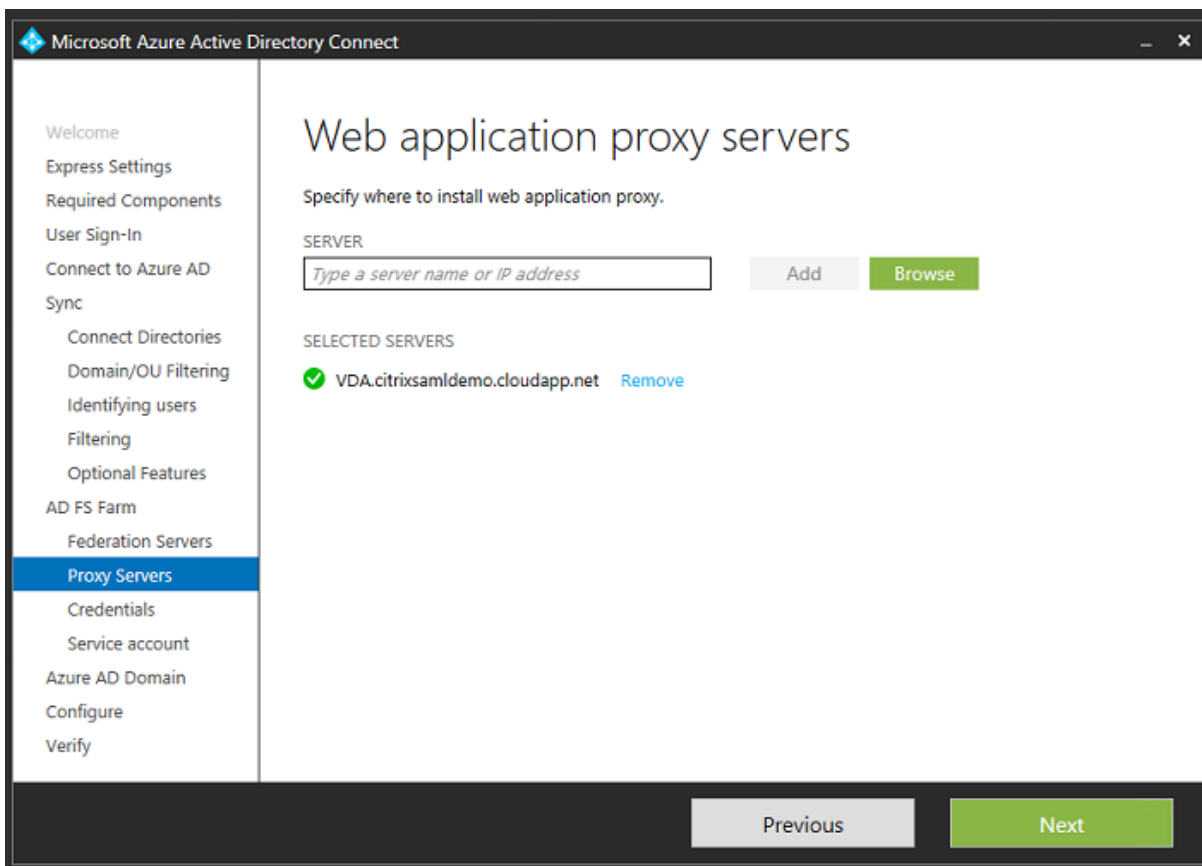 Microsoft Azure Active Directory Connect
Welcome
Express Settings
Required Components
User Sign-In
Connect to Azure AD
Sync
Connect Directories
Domain/OU Filtering
Identifying users
Filtering
Optional Features
AD FS Farm
Federation Servers
Proxy Servers
Credentials
Service account
Azure AD Domain
Configure
Verify
Web application proxy servers
Specify where to install web application proxy.
SERVER
Type a server name or IP address
Add
Browse
SELECTED SERVERS
VDA.citrixsamldemo.cloudapp.net Remove
Previous
Next